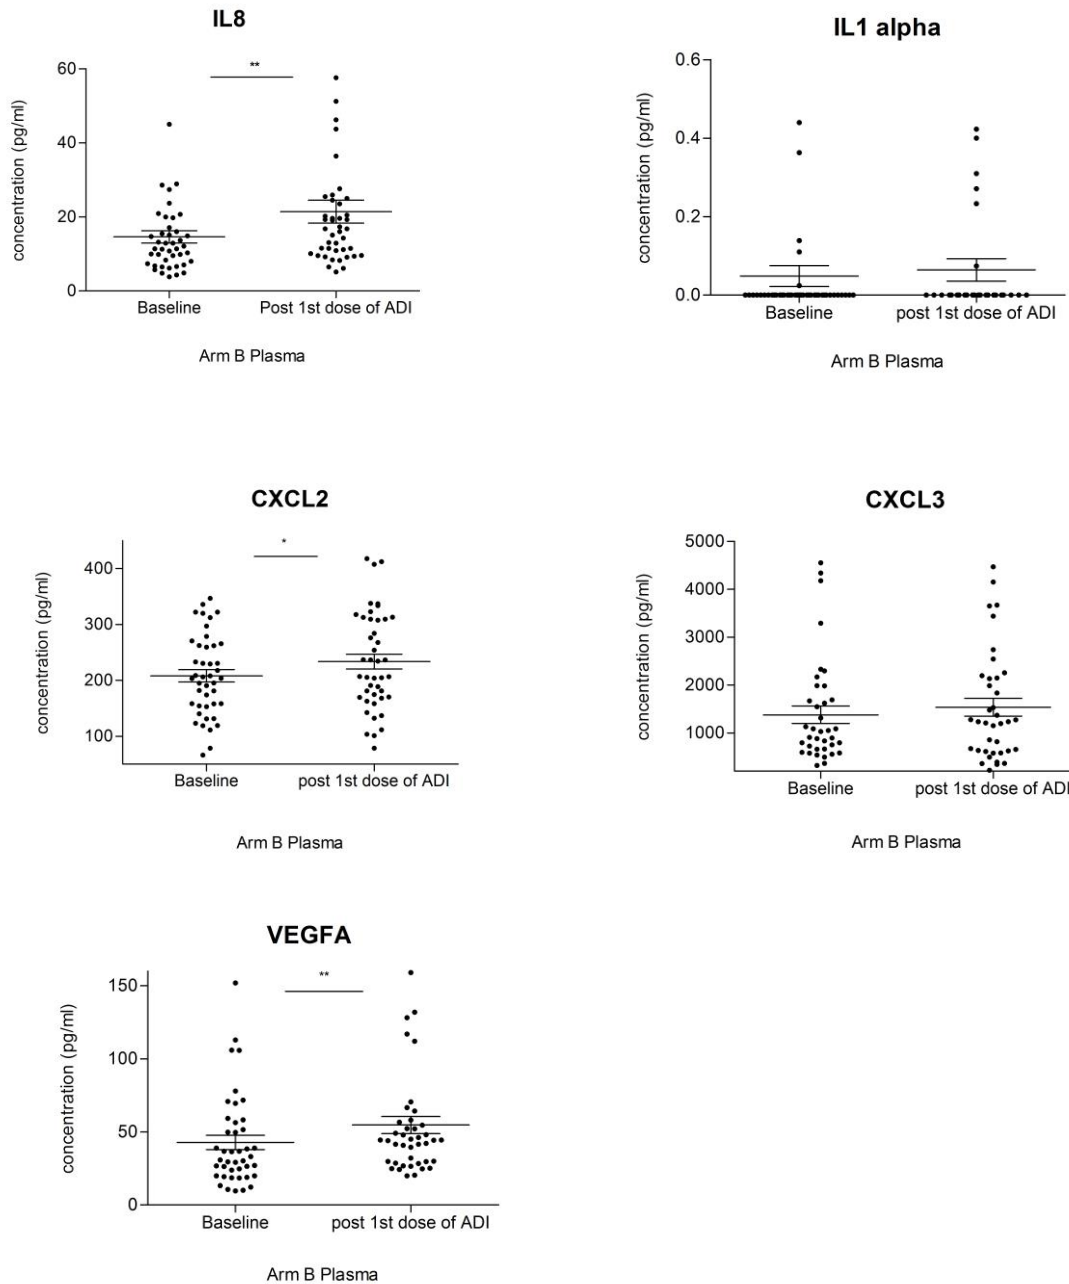 IL8
**
60
40
20
0
concentration (pg/ml)
Baseline
Post 1st dose of ADI
Arm B Plasma
IL1 alpha
0.6
0.4
0.2
0.0
concentration (pg/ml)
Baseline
post 1st dose of ADI
Arm B Plasma
CXCL2
*
400
300
200
100
concentration (pg/ml)
Baseline
post 1st dose of ADI
Arm B Plasma
CXCL3
5000
4000
3000
2000
1000
concentration (pg/ml)
Baseline
post 1st dose of ADI
Arm B Plasma
VEGFA
**
150
100
50
0
concentration (pg/ml)
Baseline
post 1st dose of ADI
Arm B Plasma